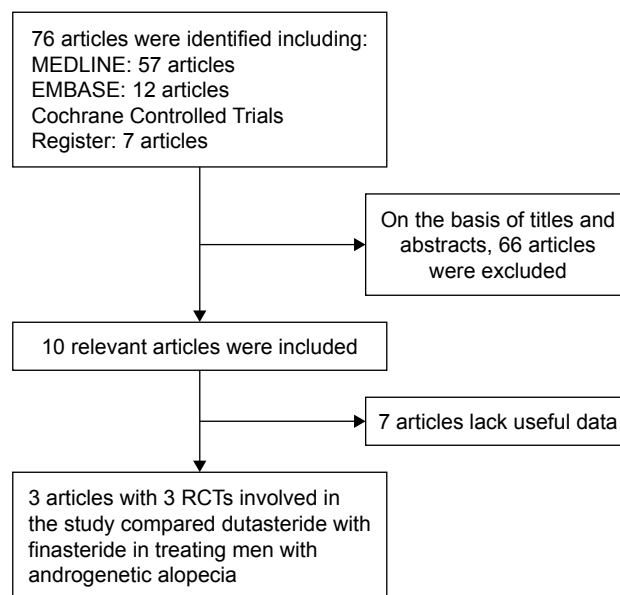 76 articles were identified including:
MEDLINE: 57 articles
EMBASE: 12 articles
Cochrane Controlled Trials
Register: 7 articles
On the basis of titles and
abstracts, 66 articles
were excluded
10 relevant articles were included
7 articles lack useful data
3 articles with 3 RCTs involved in
the study compared dutasteride with
finasteride in treating men with
androgenetic alopecia